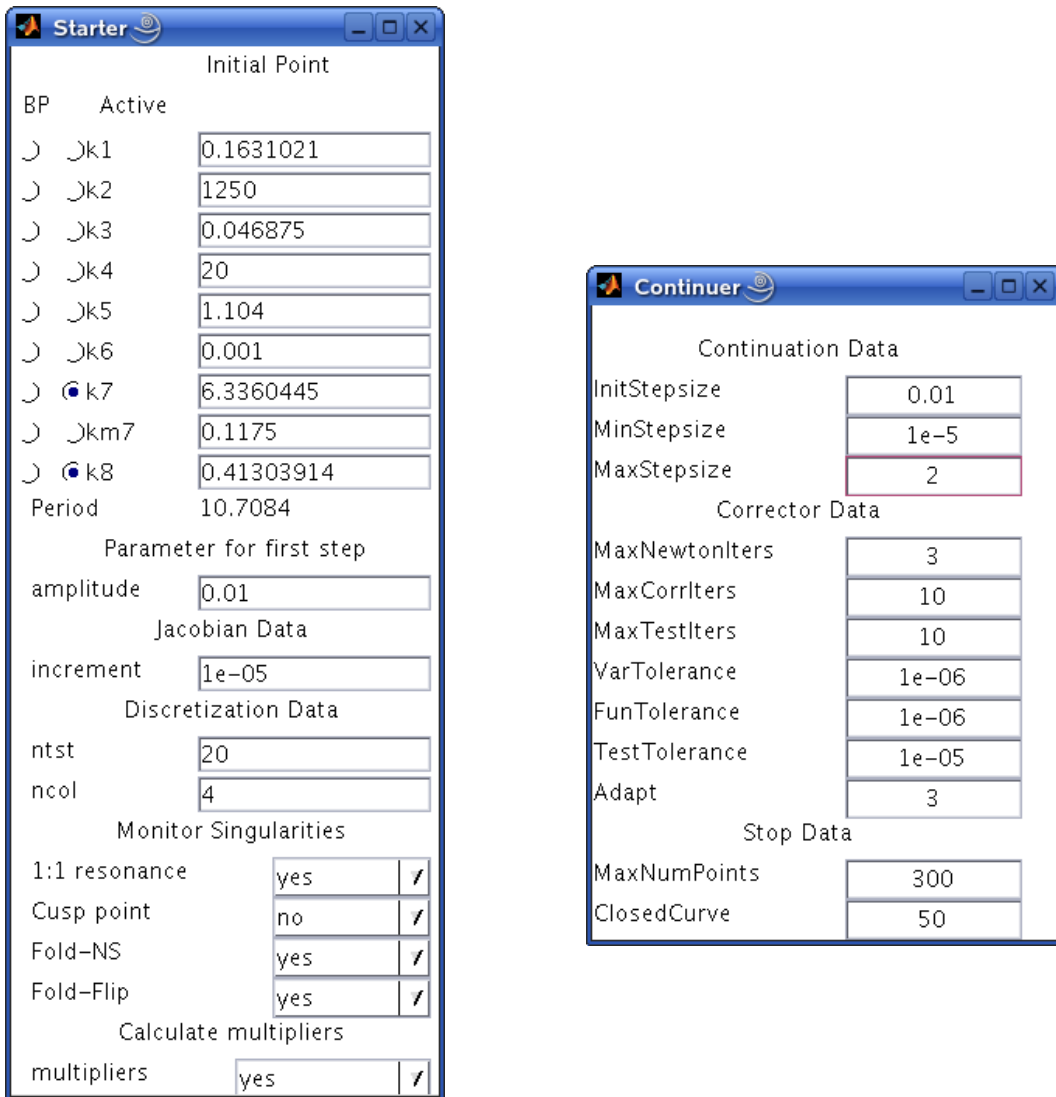 Starter
Initial Point
BP Active
k1 0.1631021
k2 1250
k3 0.046875
k4 20
k5 1.104
k6 0.001
k7 6.3360445
km7 0.1175
k8 0.41303914
Period 10.7084
Parameter for first step
amplitude 0.01
Jacobian Data
increment 1e-05
Discretization Data
ntst 20
ncol 4
Monitor Singularities
1:1 resonance yes
Cusp point no
Fold-NS yes
Fold-Flip yes
Calculate multipliers
multipliers yes
Continuer
Continuation Data
InitStepsize 0.01
MinStepsize 1e-5
MaxStepsize 2
Corrector Data
MaxNewtonIters 3
MaxCorrIters 10
MaxTestIters 10
VarTolerance 1e-06
FunTolerance 1e-06
TestTolerance 1e-05
Adapt 3
Stop Data
MaxNumPoints 300
ClosedCurve 50